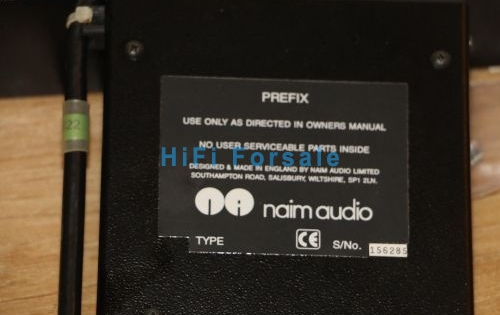 PREFIX
USE ONLY AS DIRECTED IN OWNERS MANUAL
NO USER SERVICEABLE PARTS INSIDE
HiFi Forsale
DESIGNED & MADE IN ENGLAND BY NAIM AUDIO LIMITED
SOUTHAMPTON ROAD, SALISBURY, WILTSHIRE, SP1 2LN.
naim audio
TYPE CE S/No. 156285
22